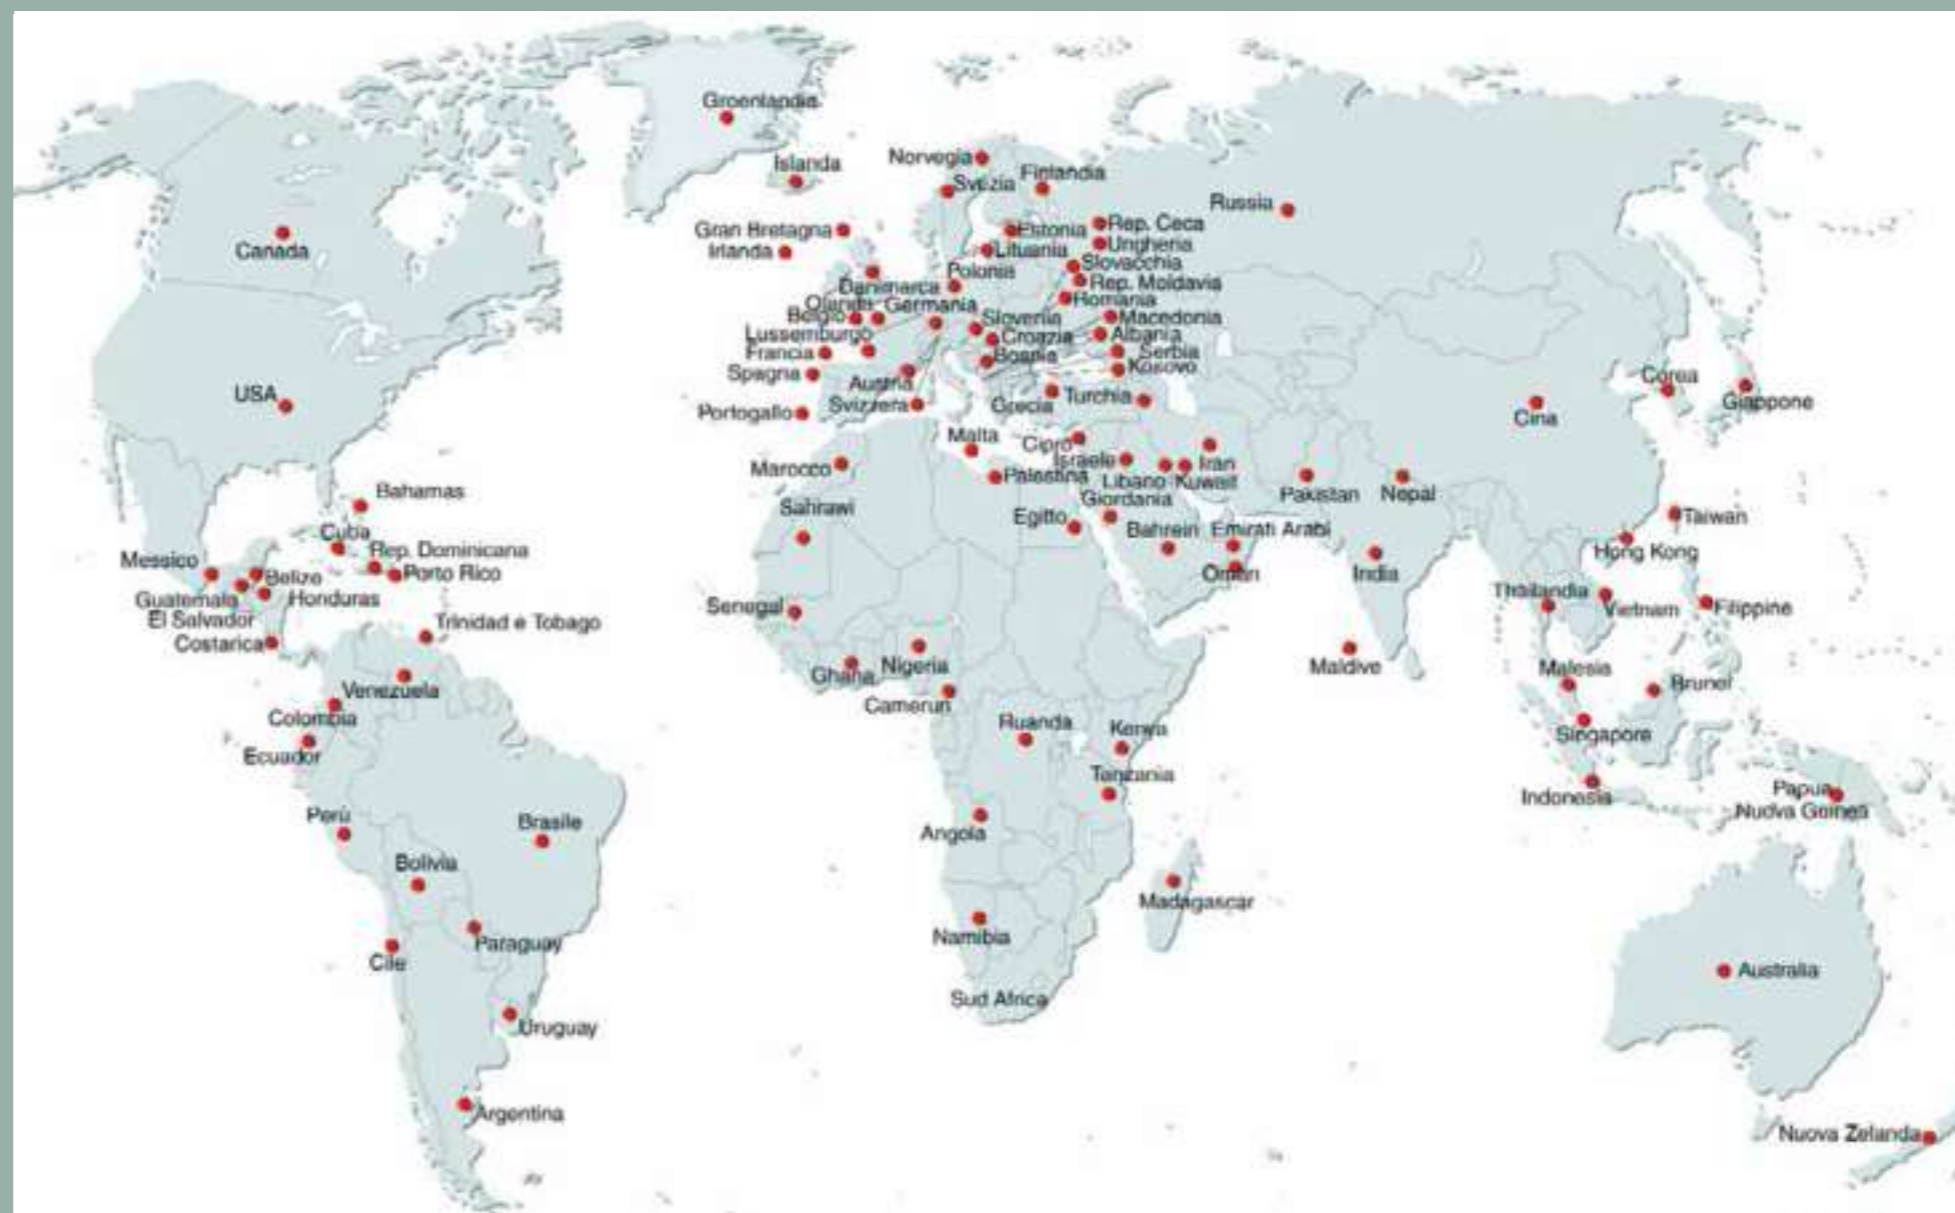 Groenlandia
Islanda
Norvegia
Svezia
Finlandia
Russia
Canada
Gran Bretagna
Irlanda
Estonia
Rep. Ceca
Lituania
Ungheria
Polonia
Slovacchia
Danimarca
Rep. Moldavia
Olanda
Germania
Romania
Belgio
Slovenia
Macedonia
Lussemburgo
Croazia
Albania
Francia
Bosnia
Serbia
Spagna
Austria
Kosovo
USA
Portogallo
Svizzera
Grecia
Turchia
Cina
Corea
Giappone
Malta
Cipro
Marocco
Palestina
Israele
Libano
Kuwait
Iran
Pakistan
Nepal
Bahamas
Sahrawi
Giordania
Egitto
Bahrein
Emirati Arabi
Taiwan
Cuba
Hong Kong
Messico
Rep. Dominicana
Porto Rico
Oman
India
Belize
Guatemala
Honduras
El Salvador
Costarica
Trinidad e Tobago
Senegal
Thailandia
Vietnam
Filippine
Ghana
Nigeria
Maldive
Malesia
Brunei
Venezuela
Camerun
Colombia
Ruanda
Kenya
Singapore
Ecuador
Tanzania
Indonesia
Papua
Nuova Guinea
Perù
Brasile
Angola
Bolivia
Madagascar
Paraguay
Namibia
Cile
Australia
Sud Africa
Uruguay
Argentina
Nuova Zelanda